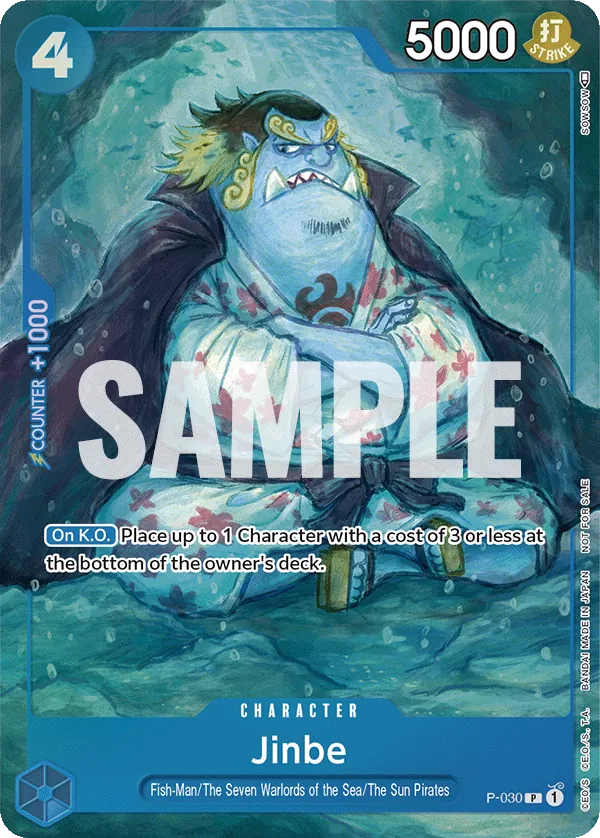 4
5000
打
STRIKE
SOWSOW
COUNTER +1000
SAMPLE
On K.O. Place up to 1 Character with a cost of 3 or less at
the bottom of the owner's deck.
CHARACTER
Jinbe
Fish-Man/The Seven Warlords of the Sea/The Sun Pirates
P-030 P 1
©E.O/S ©E.O./S., T.A. BANDAI MADE IN JAPAN NOT FOR SALE